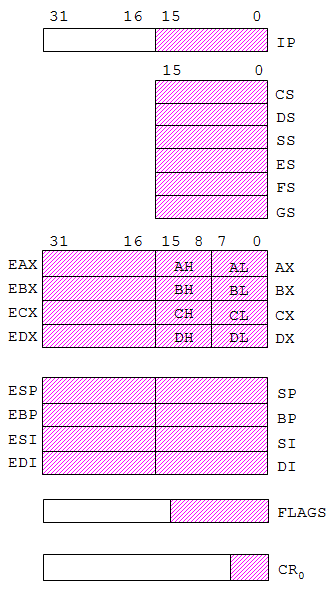 31 16 15 0
IP
15 0
CS
DS
SS
ES
FS
GS
31 16 15 8 7 0
EAX AH AL AX
EBX BH BL BX
ECX CH CL CX
EDX DH DL DX
ESP SP
EBP BP
ESI SI
EDI DI
FLAGS
CR₀